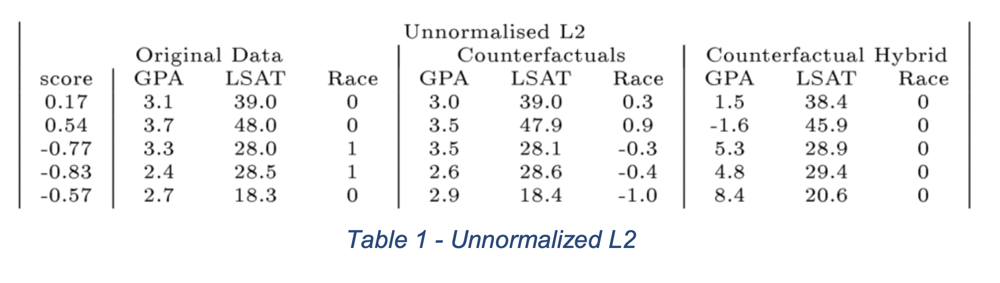 Unnormalised L2
Original Data Counterfactuals Counterfactual Hybrid
score GPA LSAT Race GPA LSAT Race GPA LSAT Race
0.17 3.1 39.0 0 3.0 39.0 0.3 1.5 38.4 0
0.54 3.7 48.0 0 3.5 47.9 0.9 -1.6 45.9 0
-0.77 3.3 28.0 1 3.5 28.1 -0.3 5.3 28.9 0
-0.83 2.4 28.5 1 2.6 28.6 -0.4 4.8 29.4 0
-0.57 2.7 18.3 0 2.9 18.4 -1.0 8.4 20.6 0
Table 1 - Unnormalized L2